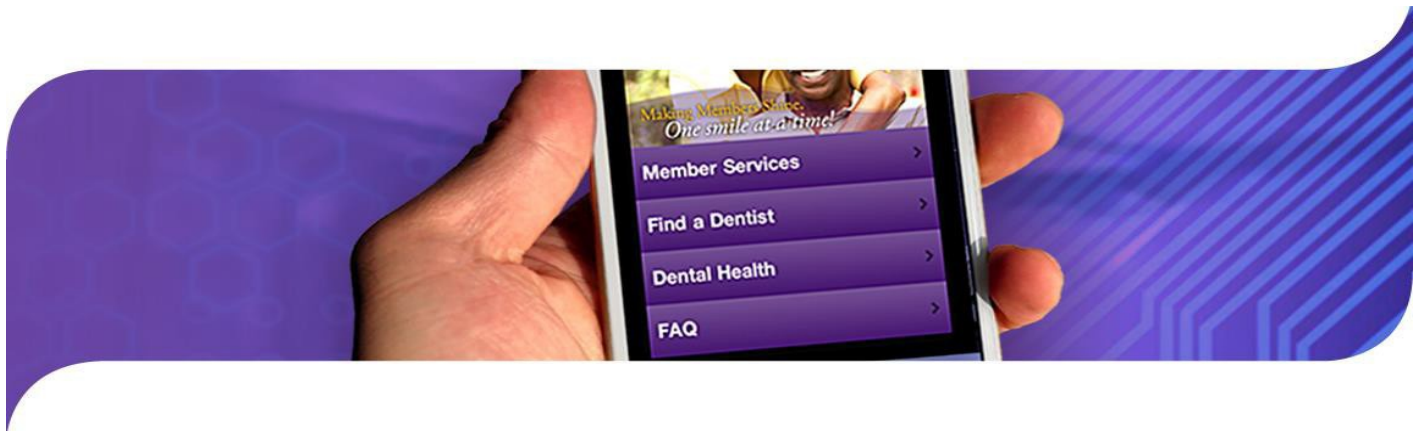 Making Members Shine,
One smile at a time!
Member Services
Find a Dentist
Dental Health
FAQ